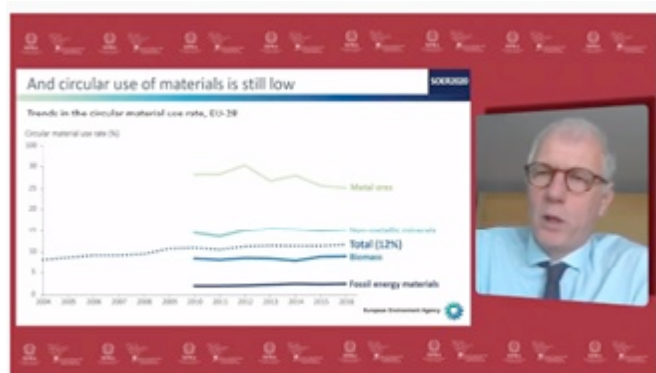 And circular use of materials is still low
SOER2020
Trends in the circular material use rate, EU-28
Circular material use rate (%)
100
30
25
20
15
10
5
0
Metal ores
Non-metallic minerals
Total (12%)
Biomass
Fossil energy materials
2004 2005 2006 2007 2008 2009 2010 2011 2012 2013 2014 2015 2016
European Environment Agency